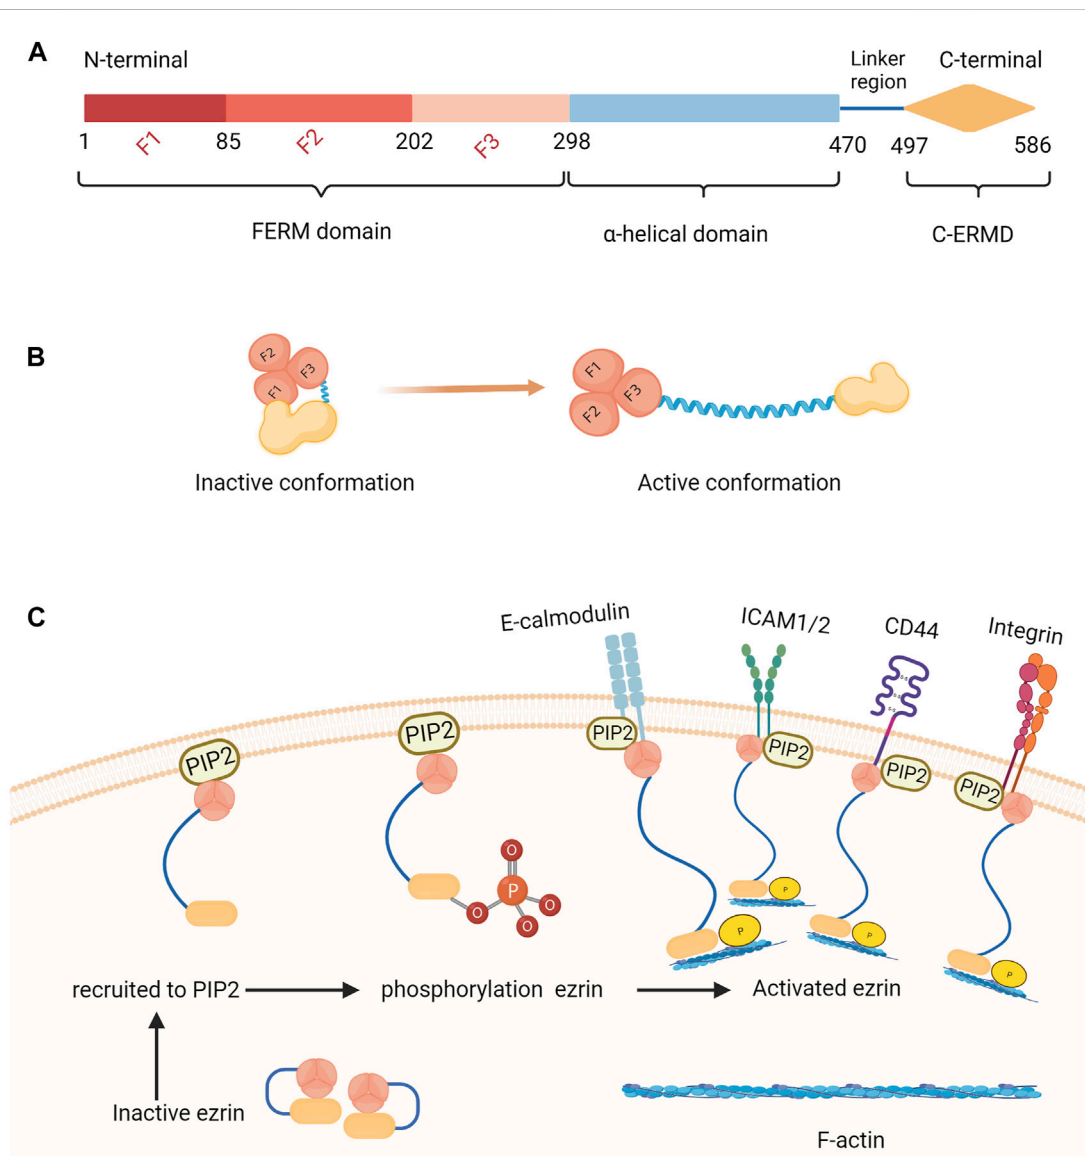 A
N-terminal
Linker
region
C-terminal
1
F1
85
F2
202
F3
298
470
497
586
FERM domain
α-helical domain
C-ERMD
B
F2
F3
F1
F1
F3
F2
Inactive conformation
Active conformation
C
E-calmodulin
ICAM1/2
CD44
Integrin
S-S
S-S
S-S
PIP2
PIP2
PIP2
PIP2
PIP2
PIP2
O
P
O
O
O
P
P
P
P
recruited to PIP2
phosphorylation ezrin
Activated ezrin
Inactive ezrin
F-actin